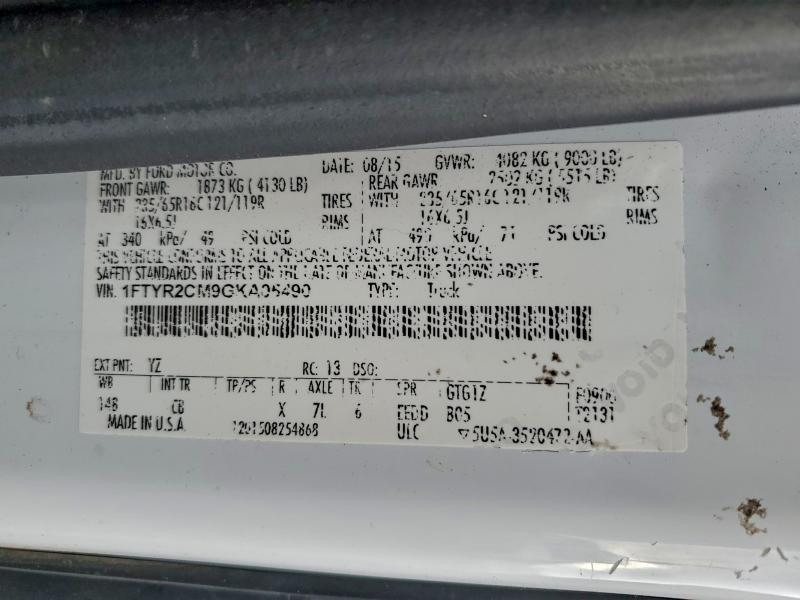 MFD. BY FORD MOTOR CO.
DATE: 08/15 GVWR: 4082 KG ( 9000 LB)
FRONT GAWR: 1873 KG ( 4130 LB) REAR GAWR 2502 KG ( 5515 LB)
WITH 235/65R16C 121/119R TIRES WITH 235/65R16C 121/119R TIRES
16X6.5J RIMS 16X6.5J RIMS
AT 340 kPa/ 49 PSI COLD AT 490 kPa/ 71 PSI COLD
THIS VEHICLE CONFORMS TO ALL APPLICABLE FEDERAL MOTOR VEHICLE
SAFETY STANDARDS IN EFFECT ON THE DATE OF MANUFACTURE SHOWN ABOVE.
VIN: 1FTYR2CM9GKA05490 TYPE: Truck
EXT PNT: YZ RC: 13 DSO:
WB INT TR TP/PS R AXLE TR SPR GTG1Z
148 CB X 7L 6 EEDD B05 T2131
MADE IN U.S.A. 1201508254868 ULC 5U5A-3520472-AA
VOID